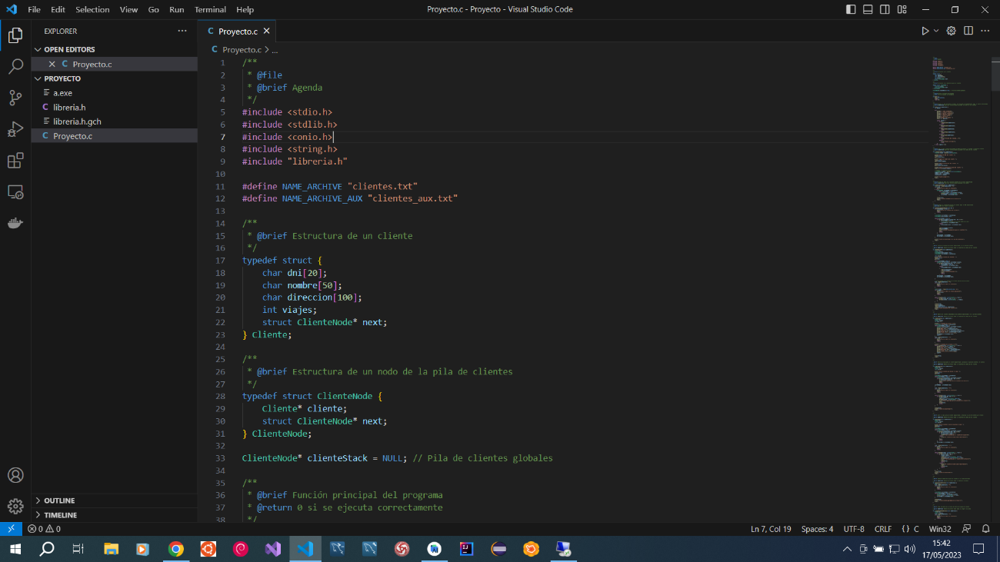 File Edit Selection View Go Run Terminal Help
Proyecto.c - Proyecto - Visual Studio Code
EXPLORER
OPEN EDITORS
C Proyecto.c
PROYECTO
a.exe
C libreria.h
libreria.h.gch
C Proyecto.c
OUTLINE
TIMELINE
C Proyecto.c
C Proyecto.c > ...
1 /**
2 * @file
3 * @brief Agenda
4 */
5 #include <stdio.h>
6 #include <stdlib.h>
7 #include <conio.h>
8 #include <string.h>
9 #include "libreria.h"
10
11 #define NAME_ARCHIVE "clientes.txt"
12 #define NAME_ARCHIVE_AUX "clientes_aux.txt"
13
14 /**
15 * @brief Estructura de un cliente
16 */
17 typedef struct {
18 char dni[20];
19 char nombre[50];
20 char direccion[100];
21 int viajes;
22 struct ClienteNode* next;
23 } Cliente;
24
25 /**
26 * @brief Estructura de un nodo de la pila de clientes
27 */
28 typedef struct ClienteNode {
29 Cliente* cliente;
30 struct ClienteNode* next;
31 } ClienteNode;
32
33 ClienteNode* clienteStack = NULL; // Pila de clientes globales
34
35 /**
36 * @brief Función principal del programa
37 * @return 0 si se ejecuta correctamente
38 */
0 0
Ln 7, Col 19 Spaces: 4 UTF-8 CRLF {} C Win32
15:42
17/05/2023